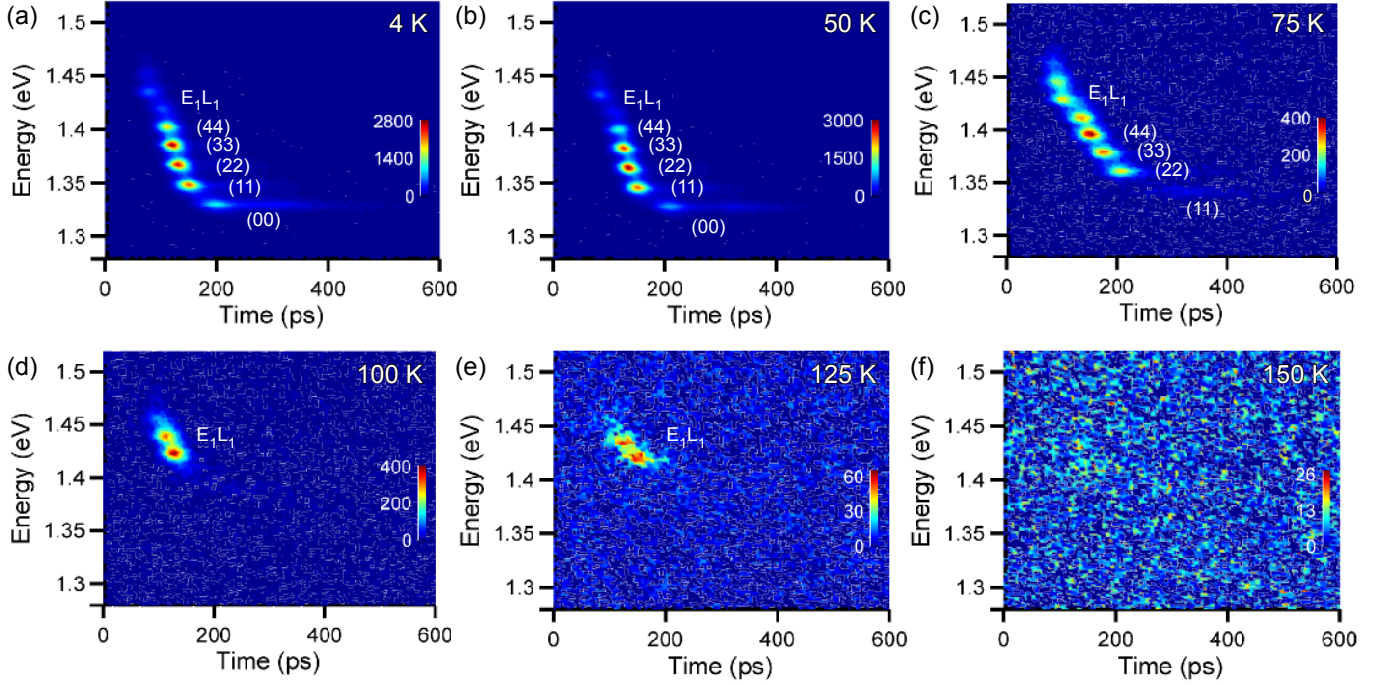 (a)
4 K
Energy (eV)
1.5
1.45
1.4
1.35
1.3
E₁L₁
(44)
(33)
(22)
(11)
(00)
2800
1400
0
0
200
400
600
Time (ps)
(b)
50 K
Energy (eV)
1.5
1.45
1.4
1.35
1.3
E₁L₁
(44)
(33)
(22)
(11)
(00)
3000
1500
0
0
200
400
600
Time (ps)
(c)
75 K
Energy (eV)
1.5
1.45
1.4
1.35
1.3
E₁L₁
(44)
(33)
(22)
(11)
400
200
0
0
200
400
600
Time (ps)
(d)
100 K
Energy (eV)
1.5
1.45
1.4
1.35
1.3
E₁L₁
400
200
0
0
200
400
600
Time (ps)
(e)
125 K
Energy (eV)
1.5
1.45
1.4
1.35
1.3
E₁L₁
60
30
0
0
200
400
600
Time (ps)
(f)
150 K
Energy (eV)
1.5
1.45
1.4
1.35
1.3
26
13
0
0
200
400
600
Time (ps)